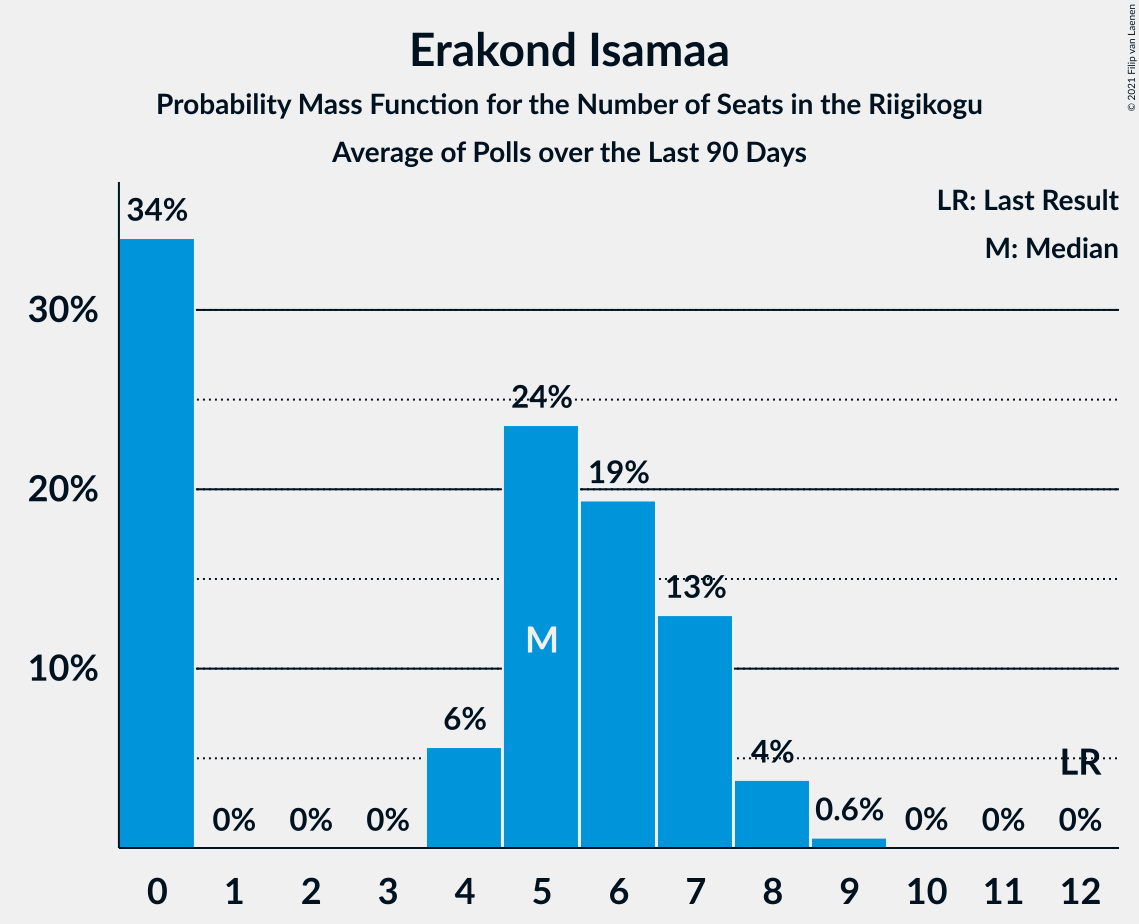 Erakond Isamaa
Probability Mass Function for the Number of Seats in the Riigikogu
Average of Polls over the Last 90 Days
© 2021 Filip van Laenen
LR: Last Result
M: Median
34%
30%
24%
20%
19%
13%
M
10%
6%
4%
LR
0% 0% 0% 0.6% 0% 0% 0%
0 1 2 3 4 5 6 7 8 9 10 11 12